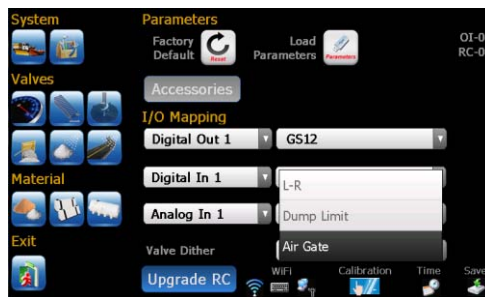 System
Parameters
Factory Default
Reset
Load Parameters
Parameters
OI-0
RC-0
Valves
Accessories
I/O Mapping
Digital Out 1
GS12
Material
Digital In 1
L-R
Dump Limit
Analog In 1
Air Gate
Exit
Valve Dither
Upgrade RC
WiFi
Calibration
Time
Save